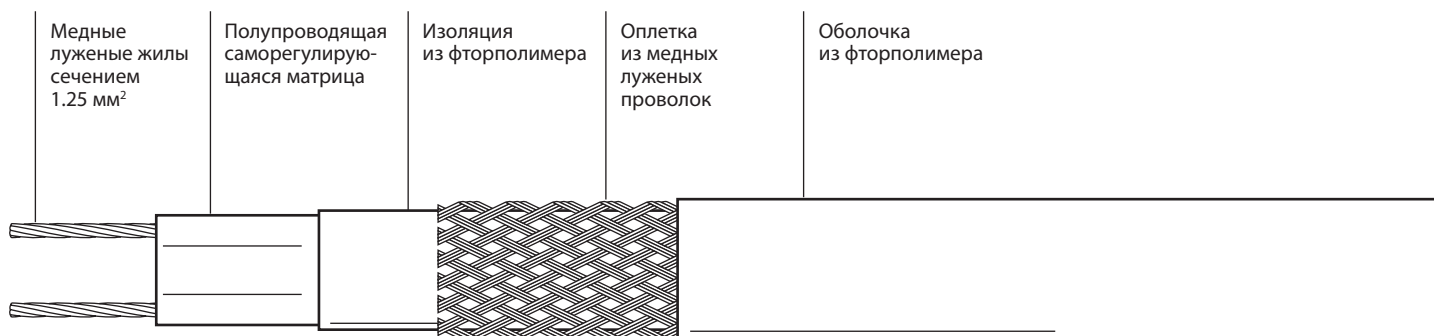 Медные
луженые жилы
сечением
1.25 мм²
Полупроводящая
саморегулирую-
щаяся матрица
Изоляция
из фторполимера
Оплетка
из медных
луженых
проволок
Оболочка
из фторполимера